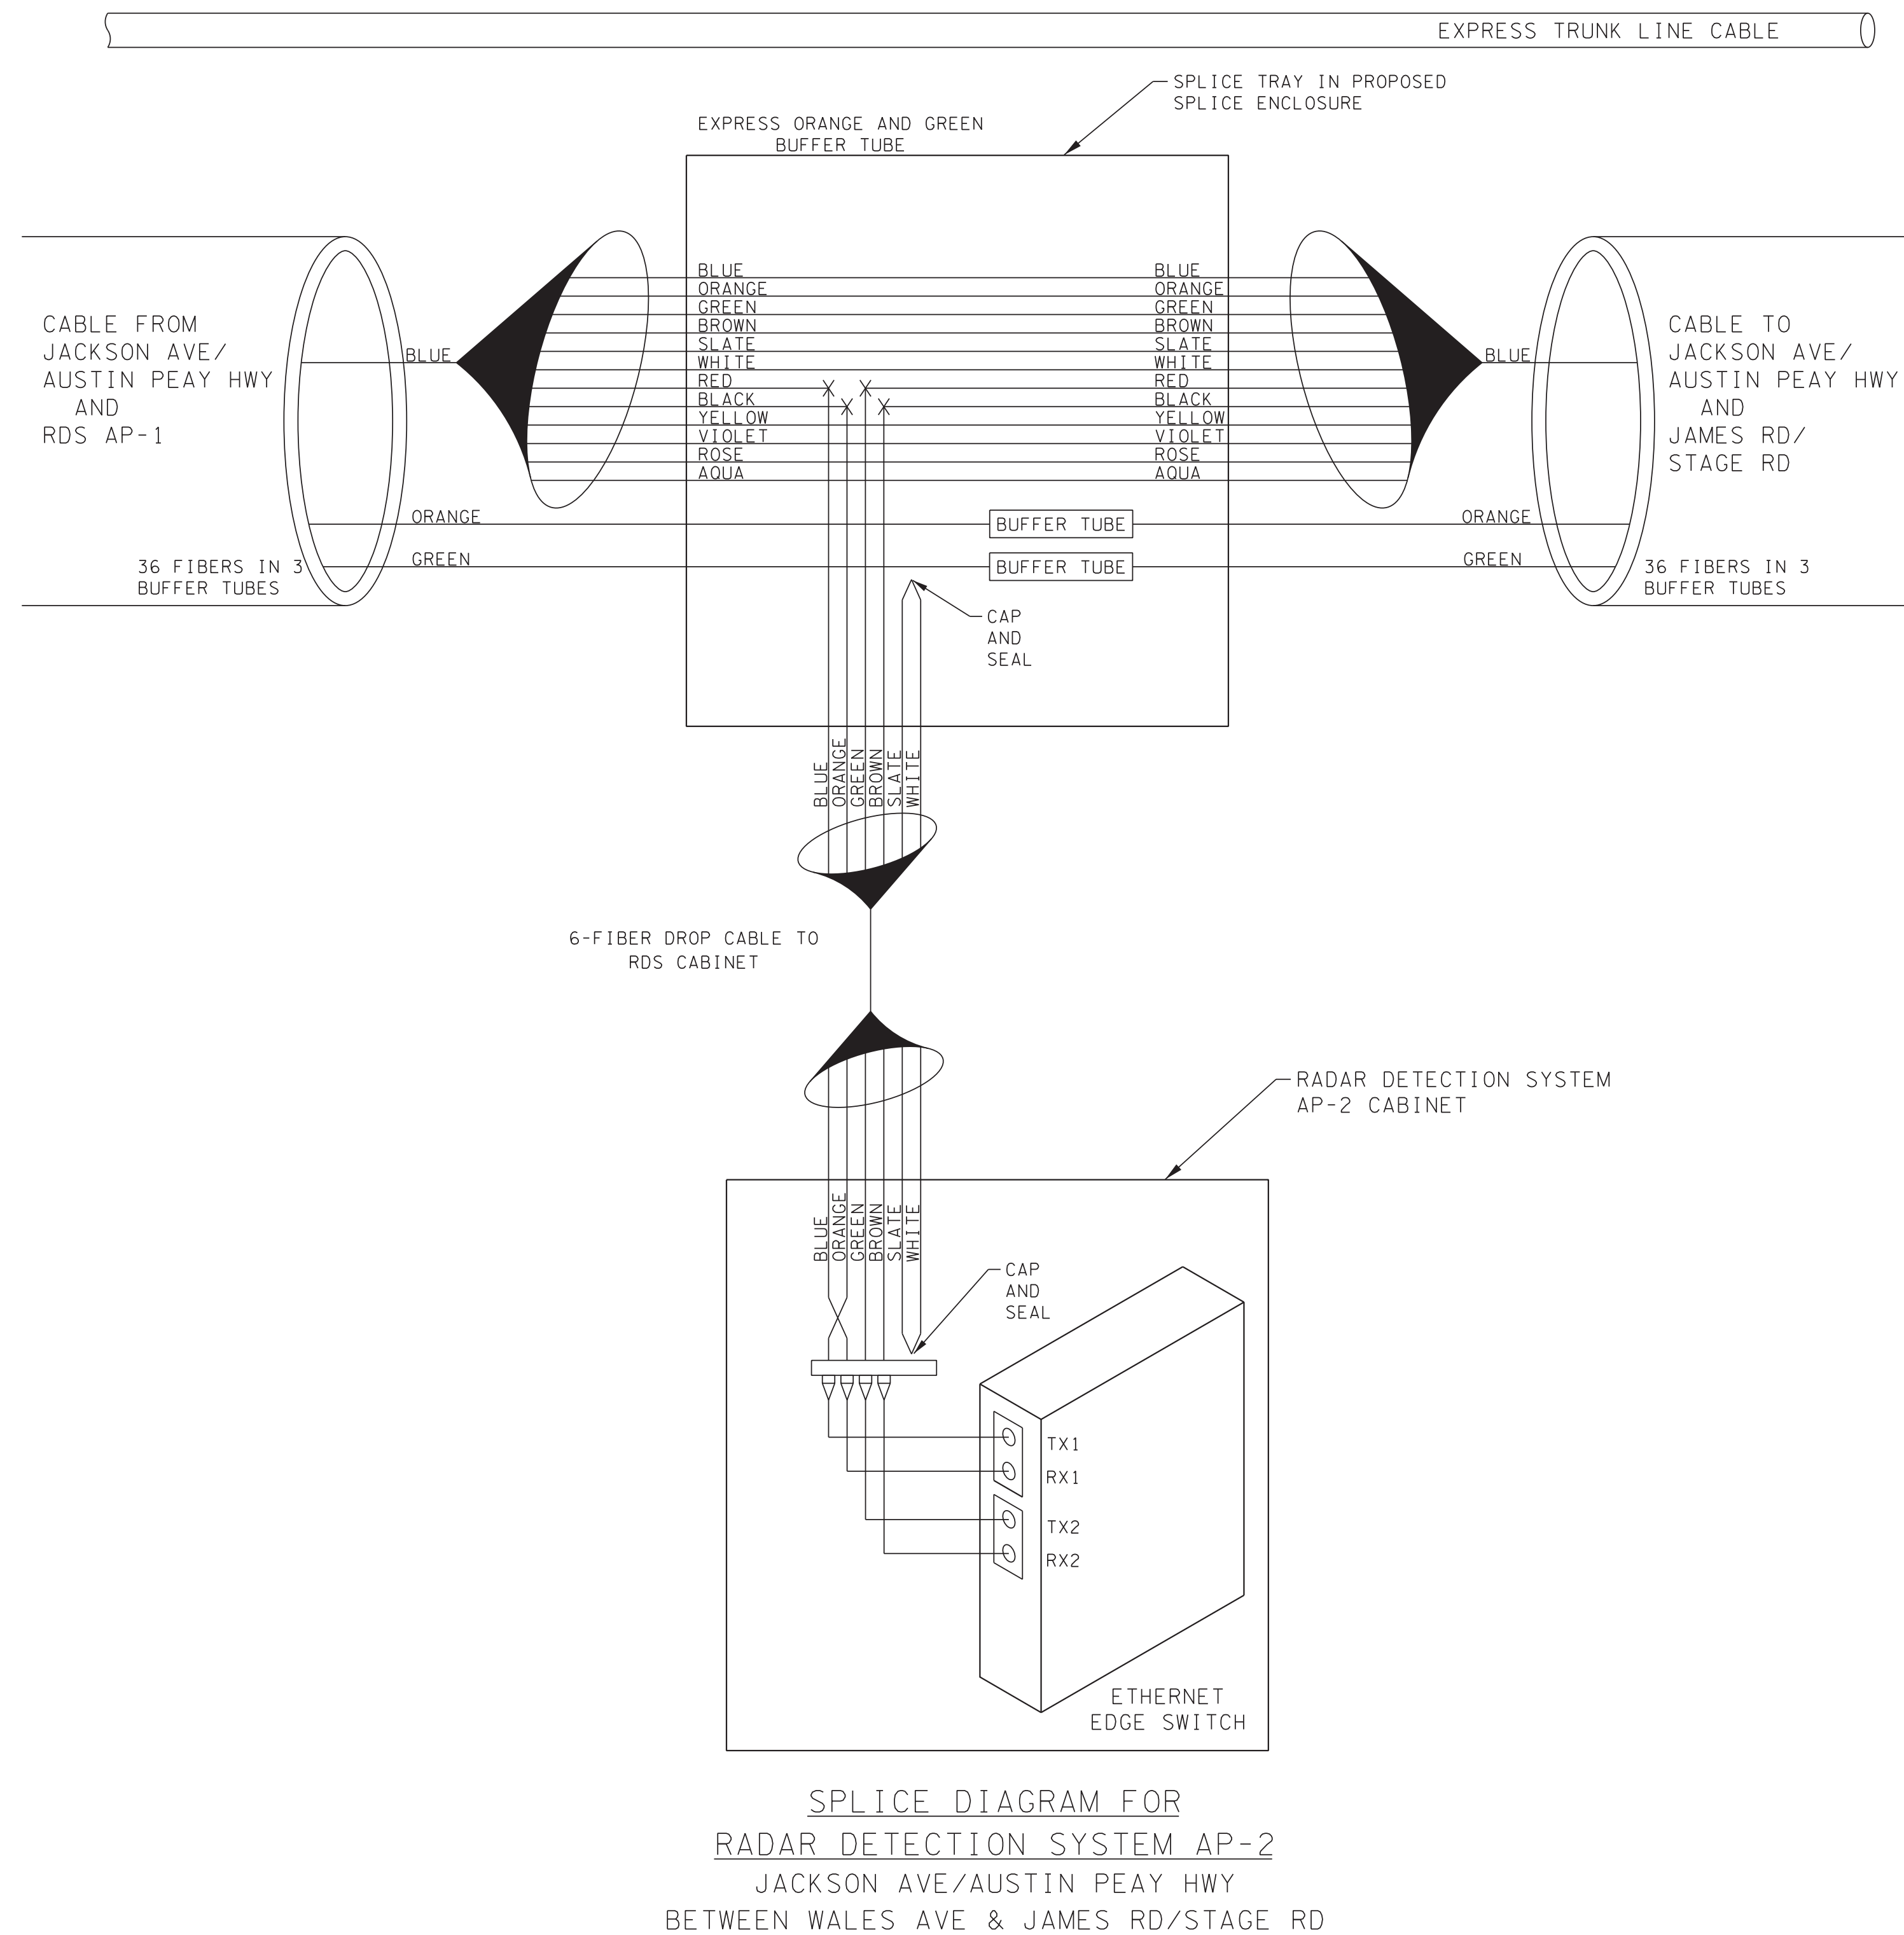 EXPRESS TRUNK LINE CABLE
SPLICE TRAY IN PROPOSED
SPLICE ENCLOSURE
EXPRESS ORANGE AND GREEN
BUFFER TUBE
CABLE FROM
JACKSON AVE/
AUSTIN PEAY HWY
AND
RDS AP-1
36 FIBERS IN 3
BUFFER TUBES
BLUE
ORANGE
GREEN
BLUE
ORANGE
GREEN
BROWN
SLATE
WHITE
RED
BLACK
YELLOW
VIOLET
ROSE
AQUA
BLUE
ORANGE
GREEN
BROWN
SLATE
WHITE
RED
BLACK
YELLOW
VIOLET
ROSE
AQUA
BUFFER TUBE
BUFFER TUBE
BLUE
ORANGE
GREEN
CABLE TO
JACKSON AVE/
AUSTIN PEAY HWY
AND
JAMES RD/
STAGE RD
36 FIBERS IN 3
BUFFER TUBES
CAP
AND
SEAL
BLUE
ORANGE
GREEN
BROWN
SLATE
WHITE
6-FIBER DROP CABLE TO
RDS CABINET
RADAR DETECTION SYSTEM
AP-2 CABINET
BLUE
ORANGE
GREEN
BROWN
SLATE
WHITE
CAP
AND
SEAL
TX1
RX1
TX2
RX2
ETHERNET
EDGE SWITCH
SPLICE DIAGRAM FOR
RADAR DETECTION SYSTEM AP-2
JACKSON AVE/AUSTIN PEAY HWY
BETWEEN WALES AVE & JAMES RD/STAGE RD